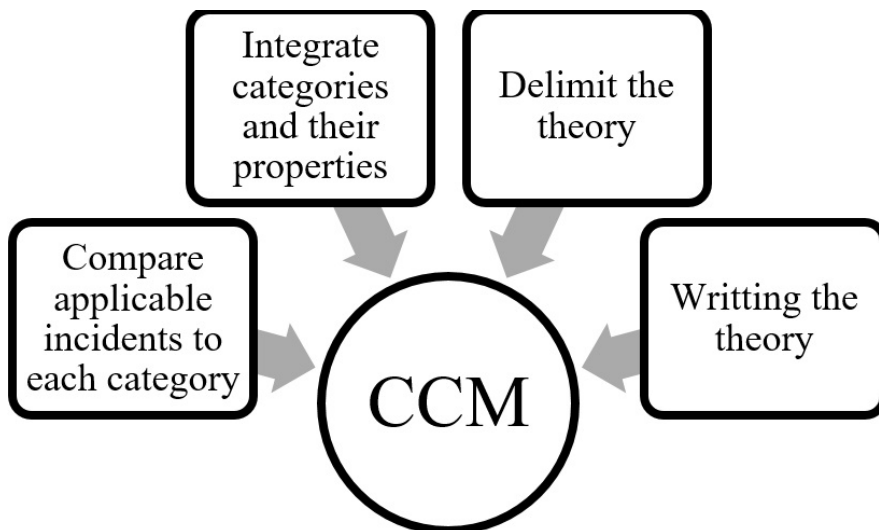 Compare
applicable
incidents to
each category
Integrate
categories
and their
properties
Delimit the
theory
Writting the
theory
CCM